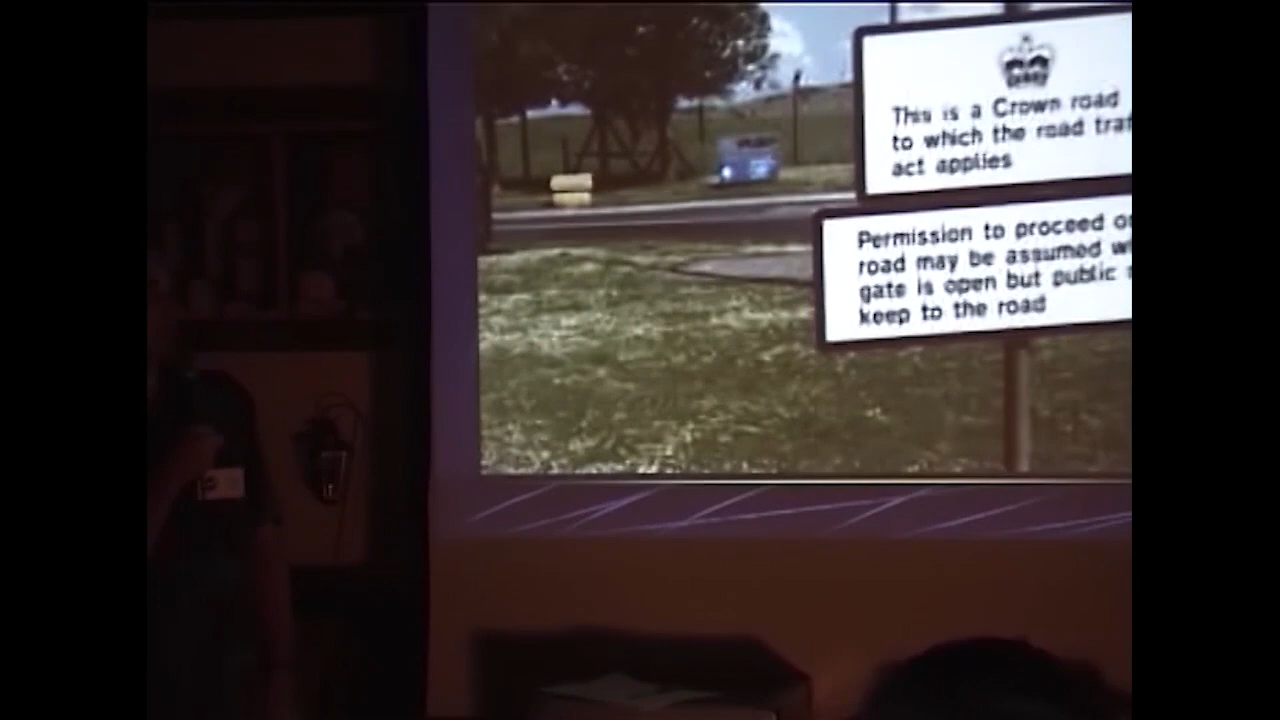 This is a Crown road
to which the road
act applies
Permission to proceed
road may be assumed
gate is open but public
keep to the road